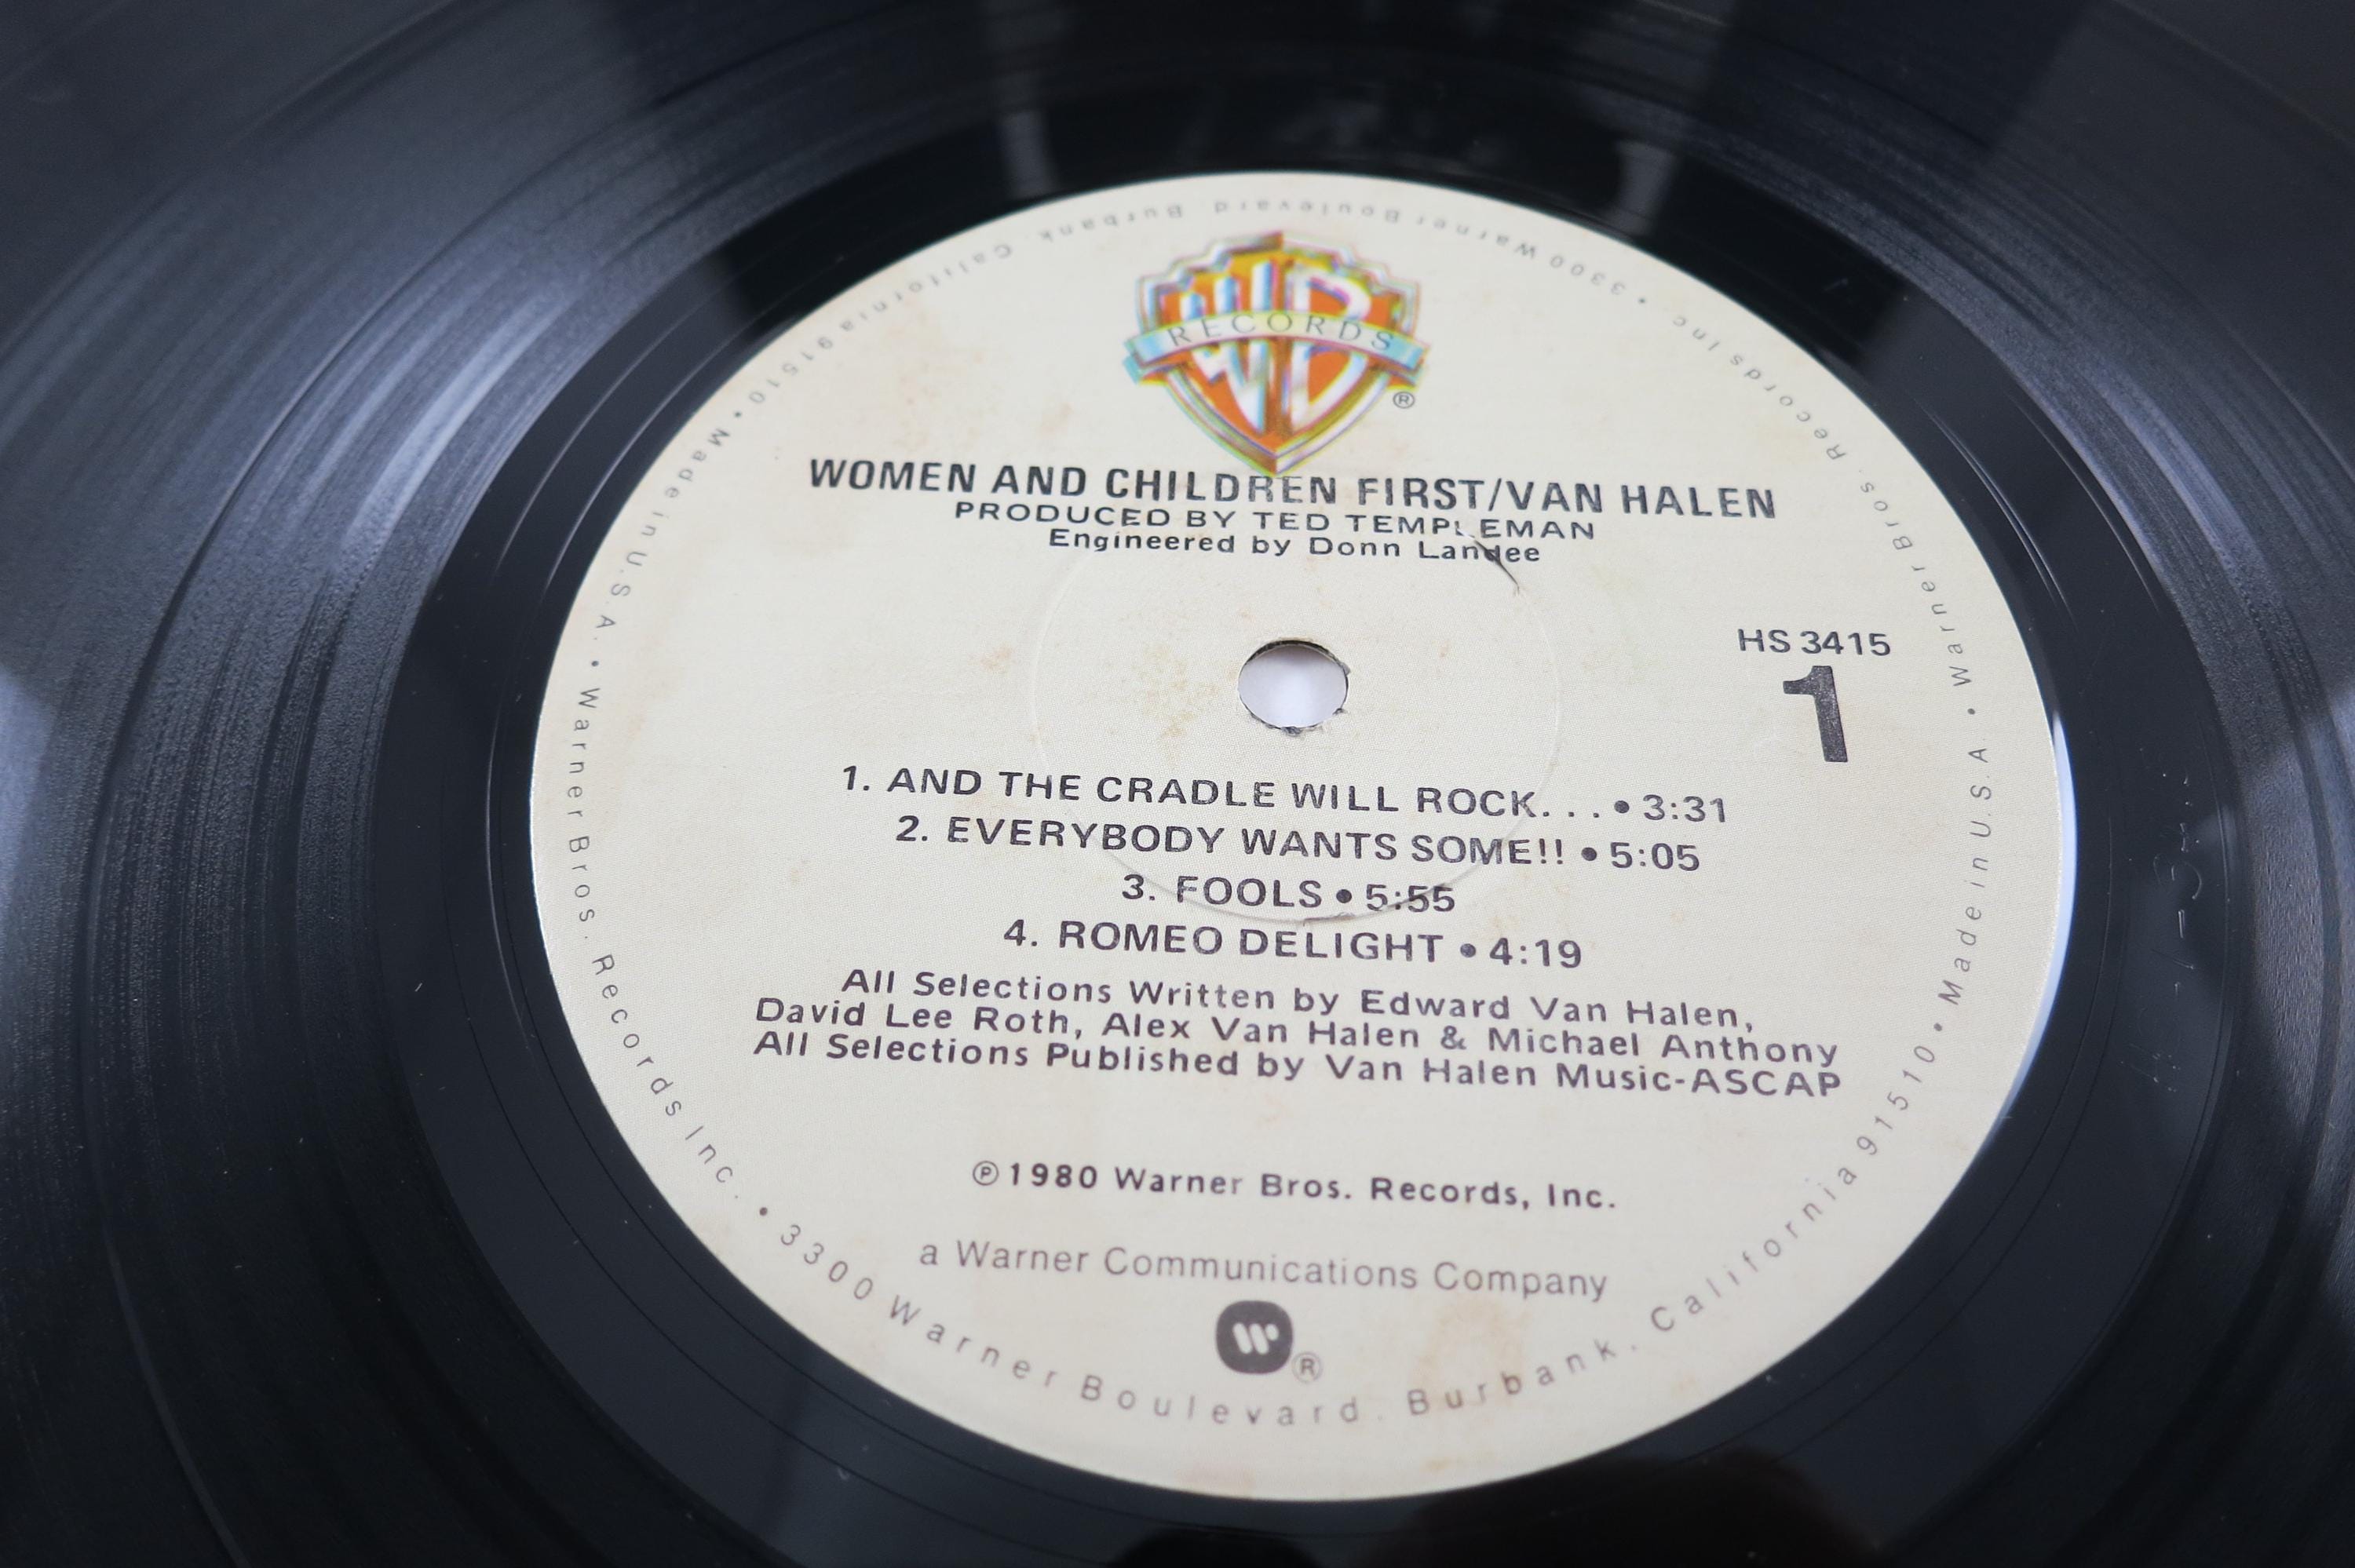 WB
RECORDS
®
WOMEN AND CHILDREN FIRST/VAN HALEN
PRODUCED BY TED TEMPLEMAN
Engineered by Donn Landee
HS 3415
1
1. AND THE CRADLE WILL ROCK. . . • 3:31
2. EVERYBODY WANTS SOME!! • 5:05
3. FOOLS • 5:55
4. ROMEO DELIGHT • 4:19
All Selections Written by Edward Van Halen,
David Lee Roth, Alex Van Halen & Michael Anthony
All Selections Published by Van Halen Music-ASCAP
℗1980 Warner Bros. Records, Inc.
a Warner Communications Company
W®
Warner Bros. Records Inc. • 3300 Warner Boulevard. Burbank. California 91510 • Made in U.S.A. • Warner Bros. Records Inc. • 3300 Warner Boulevard. Burbank. California 91510 • Made in U.S.A. •